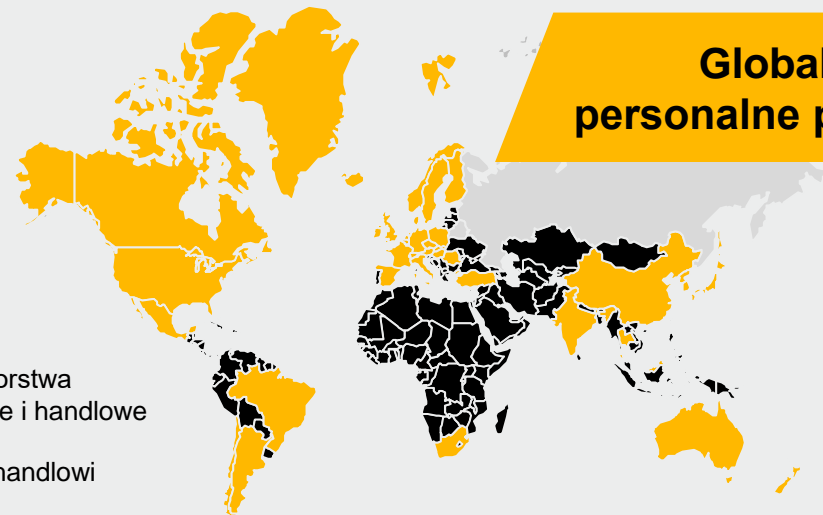 Global
personalne p
orstwa
e i handlowe
handlowi